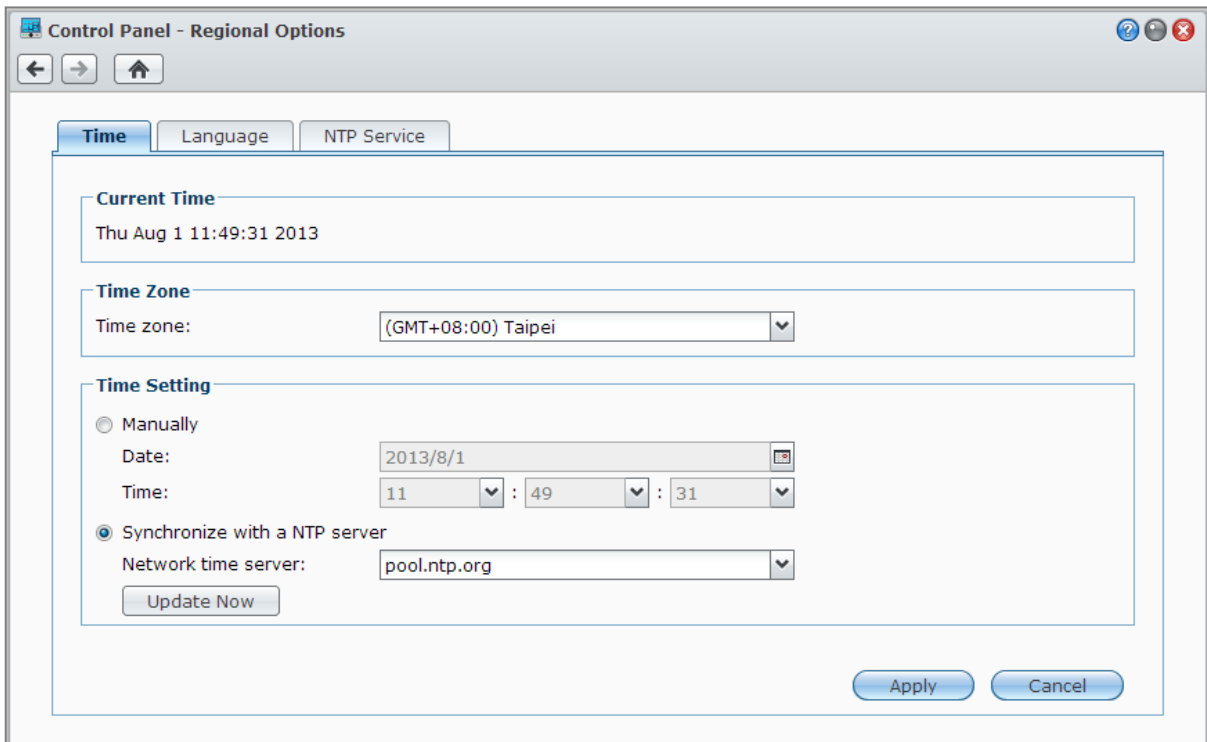 Control Panel - Regional Options
Time Language NTP Service
Current Time
Thu Aug 1 11:49:31 2013
Time Zone
Time zone: (GMT+08:00) Taipei
Time Setting
Manually
Date: 2013/8/1
Time: 11 : 49 : 31
Synchronize with a NTP server
Network time server: pool.ntp.org
Update Now
Apply Cancel